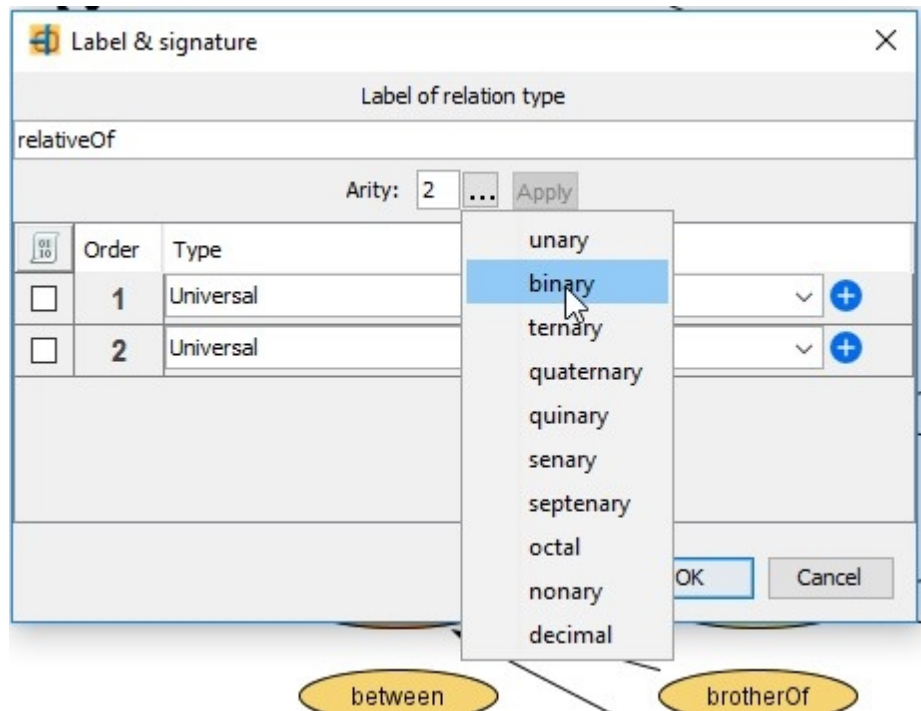 Label & signature
Label of relation type
relativeOf
Arity: 2 ... Apply
Order Type
1 Universal
2 Universal
unary
binary
ternary
quaternary
quinary
senary
septenary
octal
nonary
decimal
OK Cancel
between brotherOf